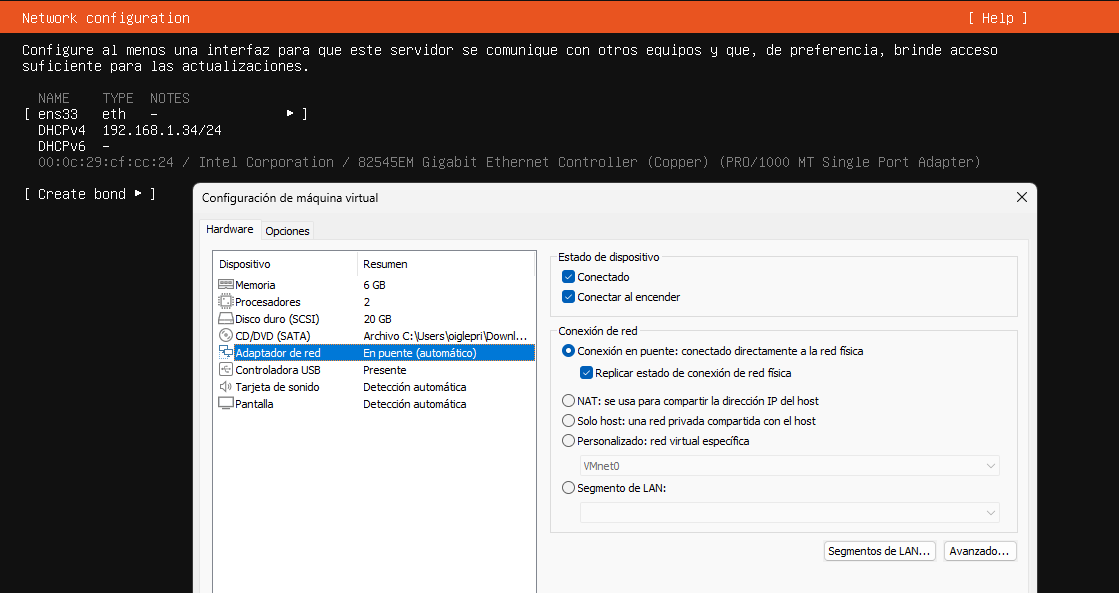 Network configuration [ Help ]
Configure al menos una interfaz para que este servidor se comunique con otros equipos y que, de preferencia, brinde acceso
suficiente para las actualizaciones.
NAME TYPE NOTES
[ ens33 eth - ▸ ]
DHCPv4 192.168.1.34/24
DHCPv6 -
00:0c:29:cf:cc:24 / Intel Corporation / 82545EM Gigabit Ethernet Controller (Copper) (PRO/1000 MT Single Port Adapter)
[ Create bond ▸ ]
Configuración de máquina virtual
Hardware Opciones
Dispositivo Resumen
Memoria 6 GB
Procesadores 2
Disco duro (SCSI) 20 GB
CD/DVD (SATA) Archivo C:\Users\piglepri\Downl...
Adaptador de red En puente (automático)
Controladora USB Presente
Tarjeta de sonido Detección automática
Pantalla Detección automática
Estado de dispositivo
Conectado
Conectar al encender
Conexión de red
Conexión en puente: conectado directamente a la red física
Replicar estado de conexión de red física
NAT: se usa para compartir la dirección IP del host
Solo host: una red privada compartida con el host
Personalizado: red virtual específica
VMnet0
Segmento de LAN:
Segmentos de LAN... Avanzado...